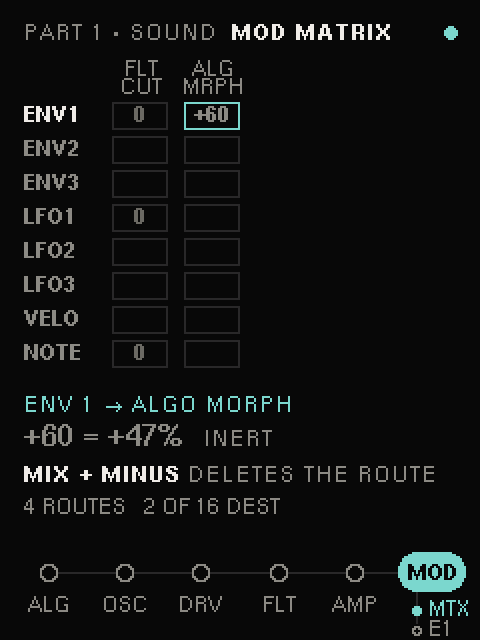 PART 1 · SOUND MOD MATRIX
FLT ALG
CUT MRPH
ENV1 0 +60
ENV2
ENV3
LFO1 0
LFO2
LFO3
VELO
NOTE 0
ENV 1 → ALGO MORPH
+60 = +47% INERT
MIX + MINUS DELETES THE ROUTE
4 ROUTES 2 OF 16 DEST
MOD
ALG OSC DRV FLT AMP MTX
E1